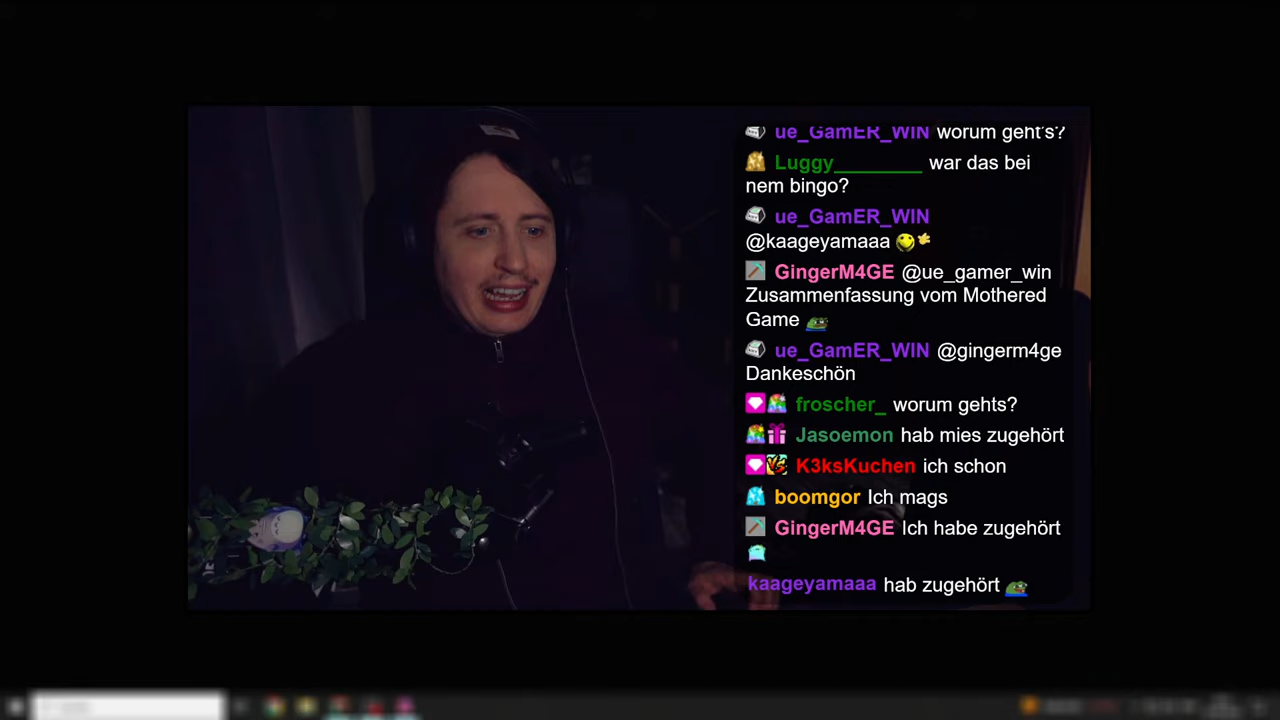 ue_GamER_WIN worum geht's?
Luggy________ war das bei
nem bingo?
ue_GamER_WIN
@kaageyamaaa
GingerM4GE @ue_gamer_win
Zusammenfassung vom Mothered
Game
ue_GamER_WIN @gingerm4ge
Dankeschön
froscher_ worum gehts?
Jasoemon hab mies zugehört
K3ksKuchen ich schon
boomgor Ich mags
GingerM4GE Ich habe zugehört
kaageyamaaa hab zugehört